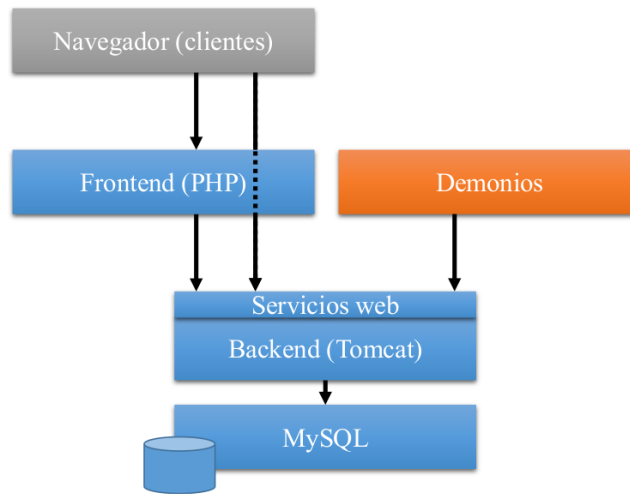 Navegador (clientes)
Frontend (PHP)
Demonios
Servicios web
Backend (Tomcat)
MySQL